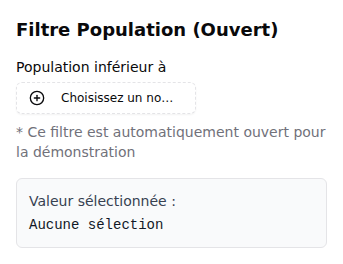 Filtre Population (Ouvert)
Population inférieur à
Choisissez un no...
* Ce filtre est automatiquement ouvert pour
la démonstration
Valeur sélectionnée :
Aucune sélection